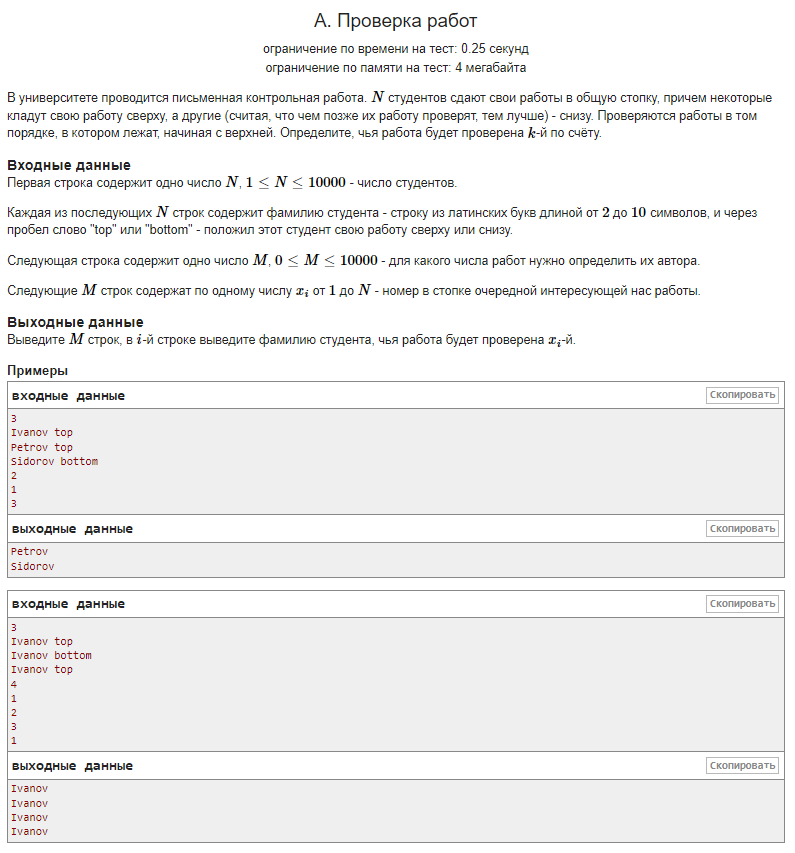 А. Проверка работ
ограничение по времени на тест: 0.25 секунд
ограничение по памяти на тест: 4 мегабайта
В университете проводится письменная контрольная работа. N студентов сдают свои работы в общую стопку, причем некоторые
кладут свою работу сверху, а другие (считая, что чем позже их работу проверят, тем лучше) - снизу. Проверяются работы в том
порядке, в котором лежат, начиная с верхней. Определите, чья работа будет проверена k-й по счёту.
Входные данные
Первая строка содержит одно число N, 1 ≤ N ≤ 10000 - число студентов.
Каждая из последующих N строк содержит фамилию студента - строку из латинских букв длиной от 2 до 10 символов, и через
пробел слово "top" или "bottom" - положил этот студент свою работу сверху или снизу.
Следующая строка содержит одно число M, 0 ≤ M ≤ 10000 - для какого числа работ нужно определить их автора.
Следующие M строк содержат по одному числу x_i от 1 до N - номер в стопке очередной интересующей нас работы.
Выходные данные
Выведите M строк, в i-й строке выведите фамилию студента, чья работа будет проверена x_i-й.
Примеры
входные данные Скопировать
3
Ivanov top
Petrov top
Sidorov bottom
2
1
3
выходные данные Скопировать
Petrov
Sidorov
входные данные Скопировать
3
Ivanov top
Ivanov bottom
Ivanov top
4
1
2
3
1
выходные данные Скопировать
Ivanov
Ivanov
Ivanov
Ivanov